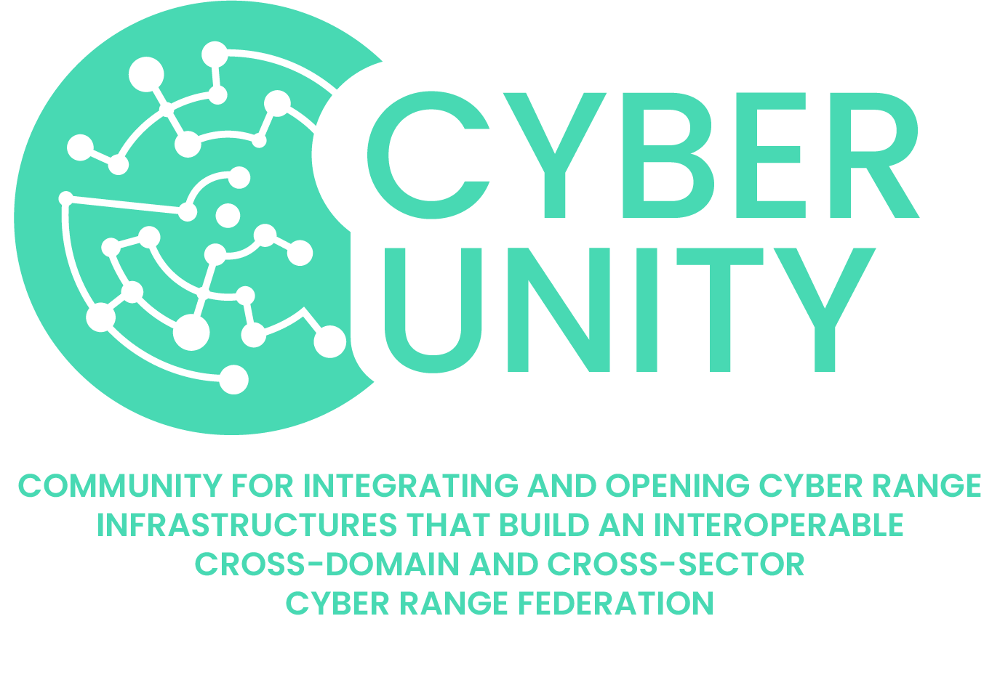 CYBER
UNITY
COMMUNITY FOR INTEGRATING AND OPENING CYBER RANGE
INFRASTRUCTURES THAT BUILD AN INTEROPERABLE
CROSS-DOMAIN AND CROSS-SECTOR
CYBER RANGE FEDERATION